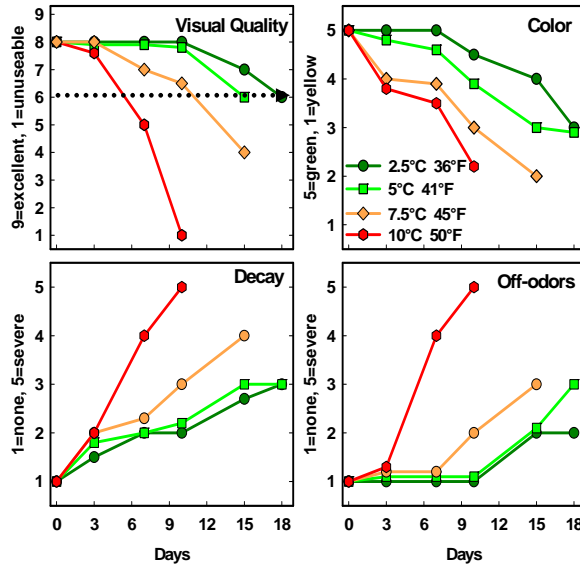 Visual Quality
Color
9=excellent, 1=unuseable
9
8
7
6
5
4
3
2
1
5=green, 1=yellow
5
4
3
2
1
2.5°C 36°F
5°C 41°F
7.5°C 45°F
10°C 50°F
Decay
Off-odors
1=none, 5=severe
5
4
3
2
1
0 3 6 9 12 15 18
Days
1=none, 5=severe
5
4
3
2
1
0 3 6 9 12 15 18
Days